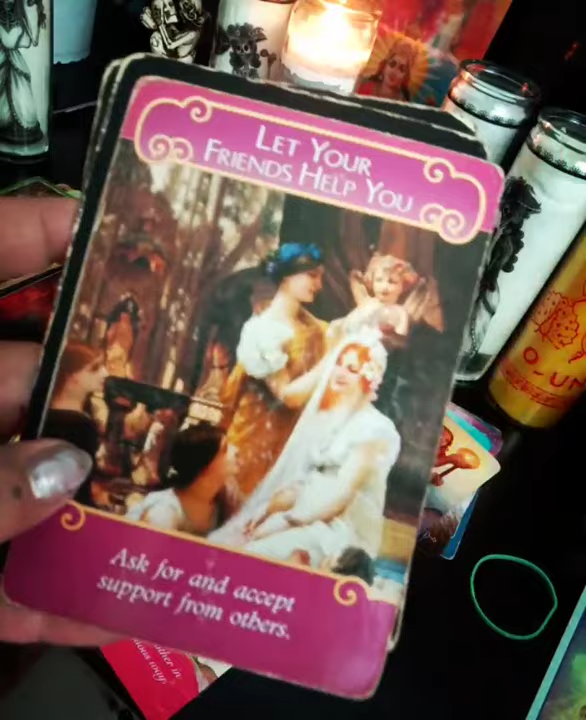 LET YOUR
FRIENDS HELP YOU
Ask for and accept
support from others.